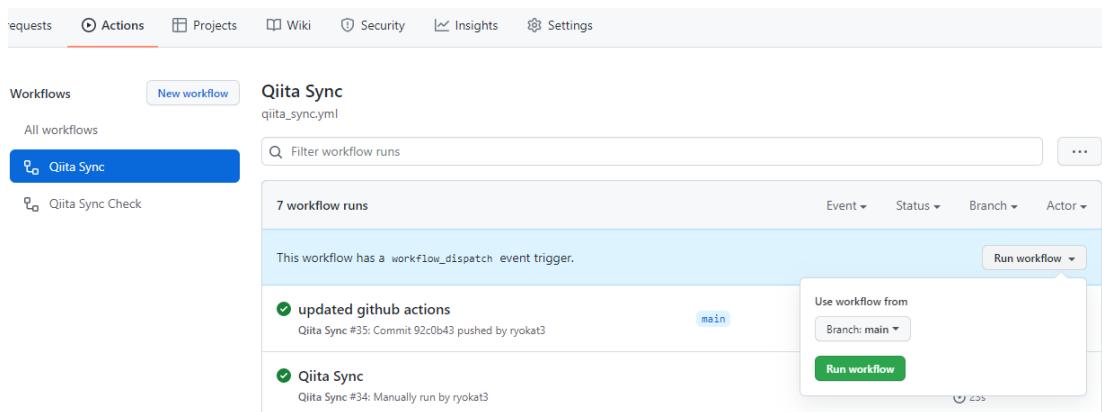 requests Actions Projects Wiki Security Insights Settings
Workflows New workflow
All workflows
Qiita Sync
Qiita Sync Check
Qiita Sync
qiita_sync.yml
Filter workflow runs ...
7 workflow runs Event Status Branch Actor
This workflow has a workflow_dispatch event trigger. Run workflow
updated github actions main
Qiita Sync #35: Commit 92c0b43 pushed by ryokat3
Use workflow from
Branch: main
Run workflow
Qiita Sync
Qiita Sync #34: Manually run by ryokat3